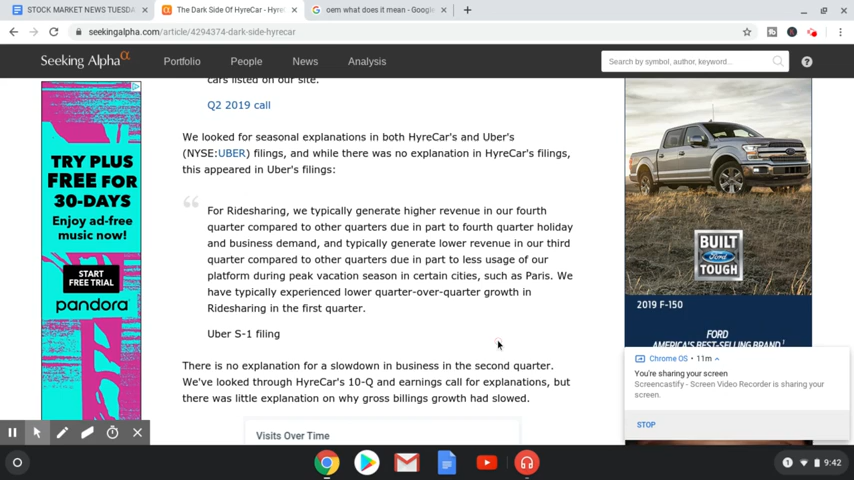 STOCK MARKET NEWS TUESDA
The Dark Side Of HyreCar - HyreC
oem what does it mean - Google
seekingalpha.com/article/4294374-dark-side-hyrecar
Seeking Alpha α
Portfolio
People
News
Analysis
Search by symbol, author, keyword...
cars listed on our site.
Q2 2019 call
We looked for seasonal explanations in both HyreCar's and Uber's
(NYSE:UBER) filings, and while there was no explanation in HyreCar's filings,
this appeared in Uber's filings:
For Ridesharing, we typically generate higher revenue in our fourth
quarter compared to other quarters due in part to fourth quarter holiday
and business demand, and typically generate lower revenue in our third
quarter compared to other quarters due in part to less usage of our
platform during peak vacation season in certain cities, such as Paris. We
have typically experienced lower quarter-over-quarter growth in
Ridesharing in the first quarter.
Uber S-1 filing
There is no explanation for a slowdown in business in the second quarter.
We've looked through HyreCar's 10-Q and earnings call for explanations, but
there was little explanation on why gross billings growth had slowed.
Visits Over Time
TRY PLUS
FREE FOR
30-DAYS
Enjoy ad-free
music now!
START
FREE TRIAL
pandora
BUILT
Ford
TOUGH
2019 F-150
FORD
AMERICA'S BEST-SELLING BRAND
Chrome OS • 11m
You're sharing your screen
Screencastify - Screen Video Recorder is sharing your
screen.
STOP
1
9:42